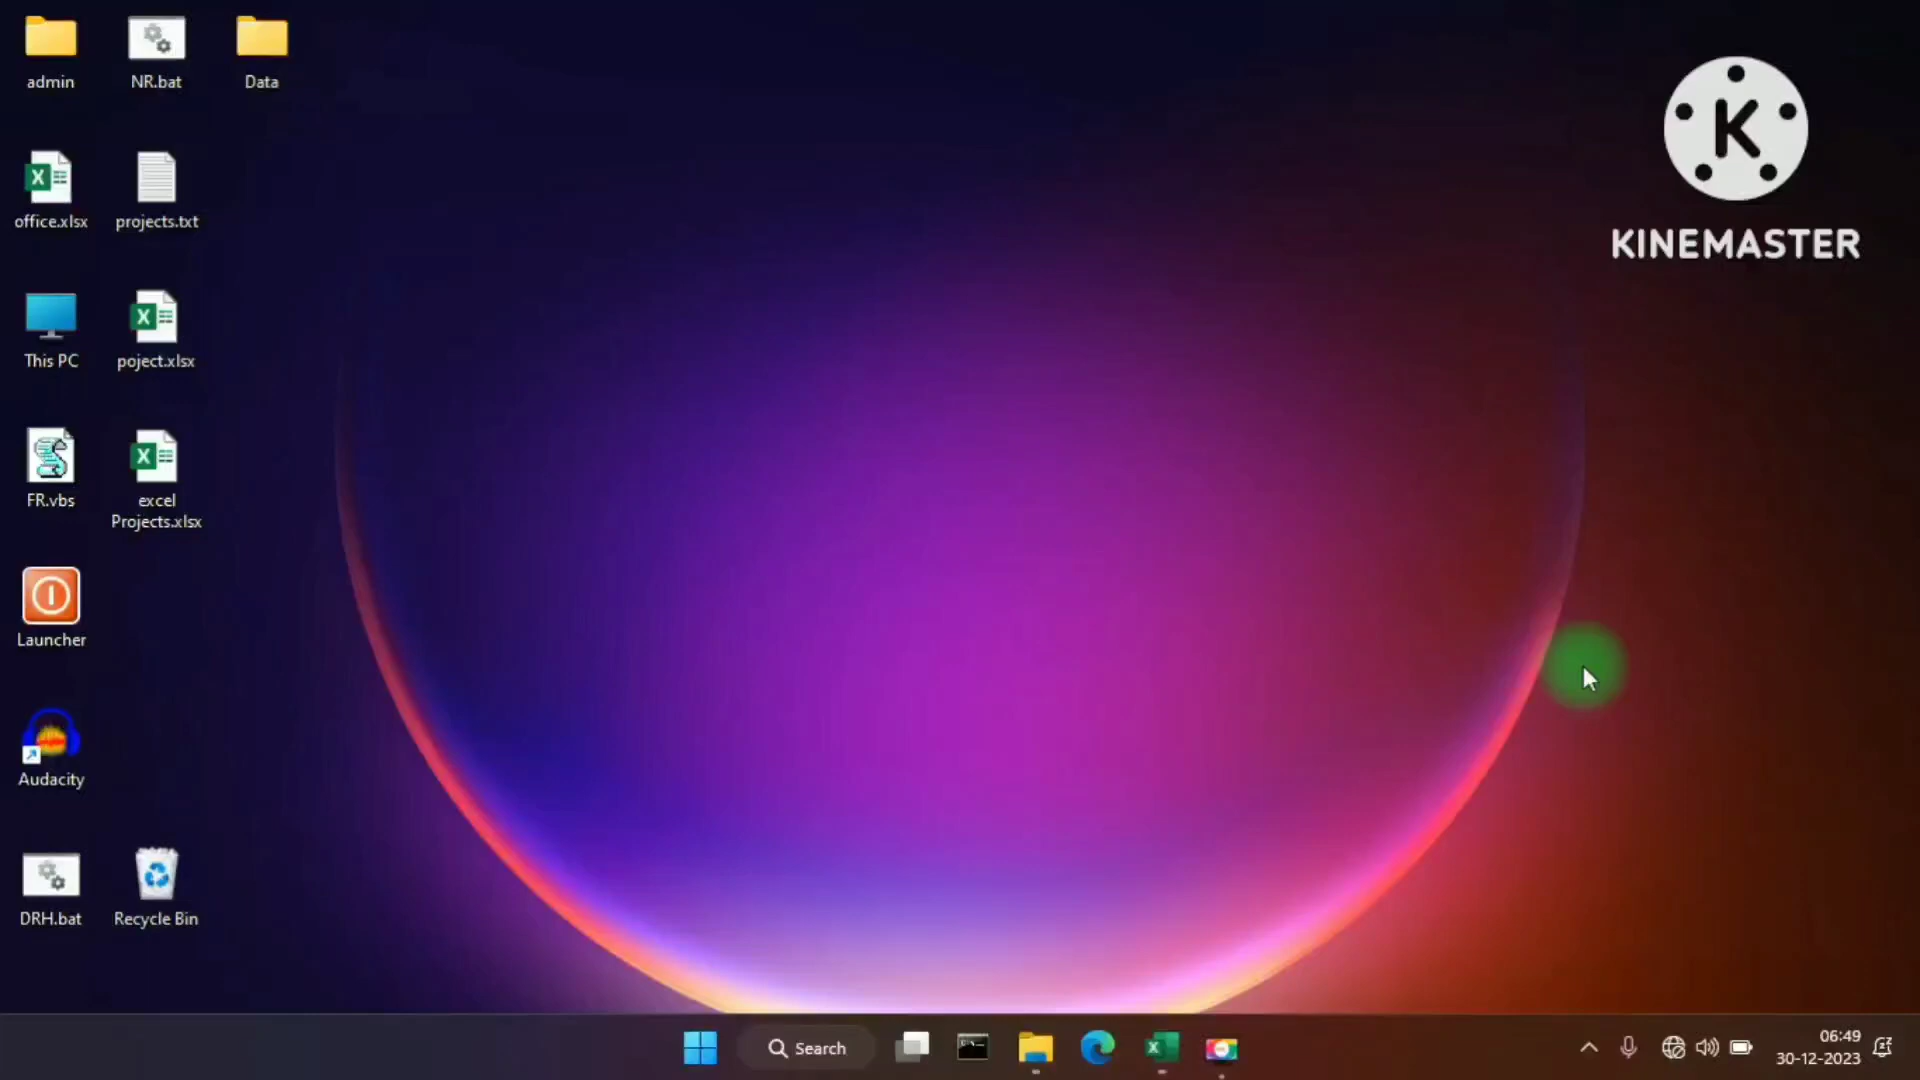 admin
NR.bat
Data
K
KINEMASTER
office.xlsx
projects.txt
This PC
poject.xlsx
FR.vbs
excel
Projects.xlsx
Launcher
Audacity
DRH.bat
Recycle Bin
Search
06:49
30-12-2023